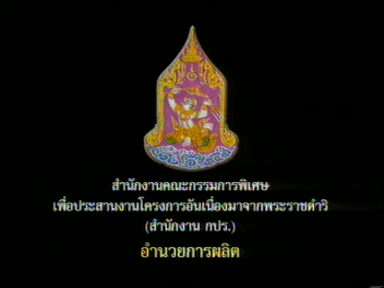 สำนักงานคณะกรรมการพิเศษ
เพื่อประสานงานโครงการอันเนื่องมาจากพระราชดำริ
(สำนักงาน กปร.)
อำนวยการผลิต